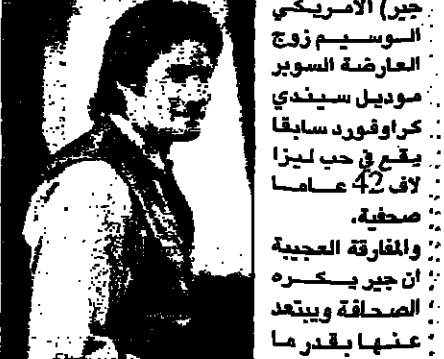 جير) الامريكي
الوسيم زوج
العارضة السوبر
موديل سيندي
كراوفورد سابقا
يقع في حب ليزا
لاف 42 عاما
صحفية.
والمفارقة العجيبة
ان جير يكره
الصحافة ويبتعد
عنها بقدر ما